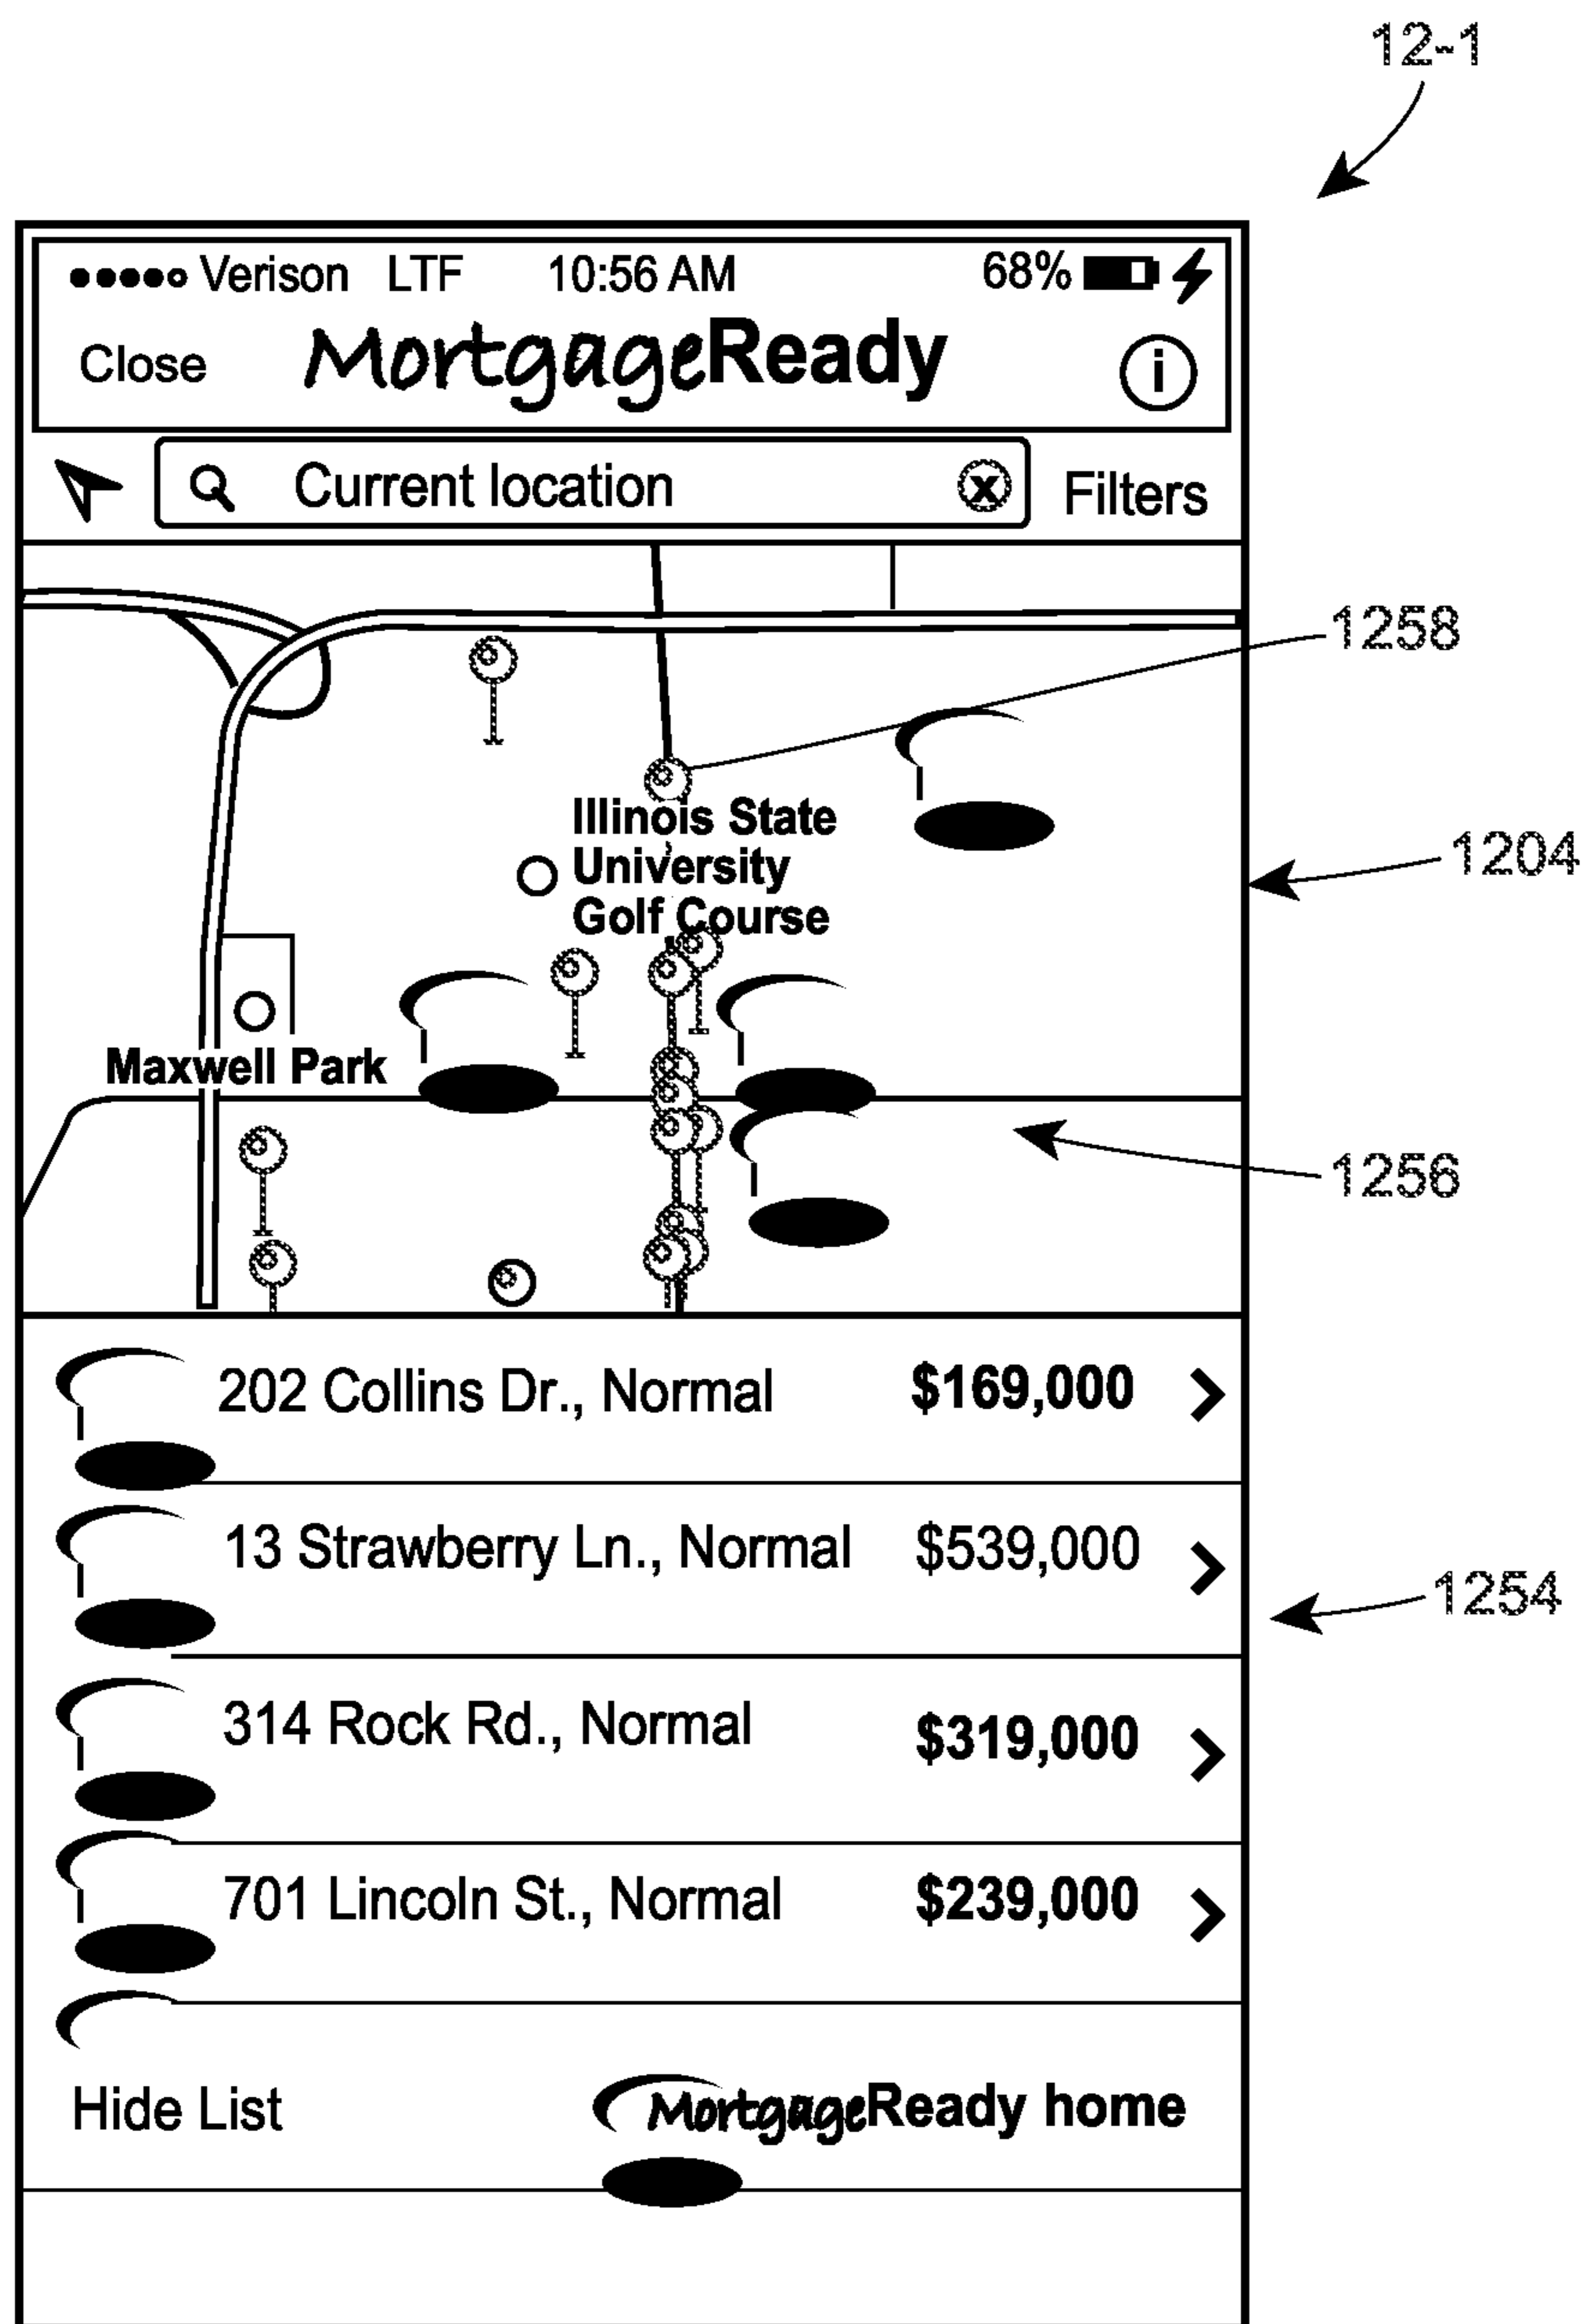 12-1
Verison LTF 10:56 AM 68%
Close MortgageReady i
Current location x Filters
1258
Illinois State
University
Golf Course
1204
Maxwell Park
1256
202 Collins Dr., Normal $169,000
13 Strawberry Ln., Normal $539,000
1254
314 Rock Rd., Normal $319,000
701 Lincoln St., Normal $239,000
Hide List MortgageReady home